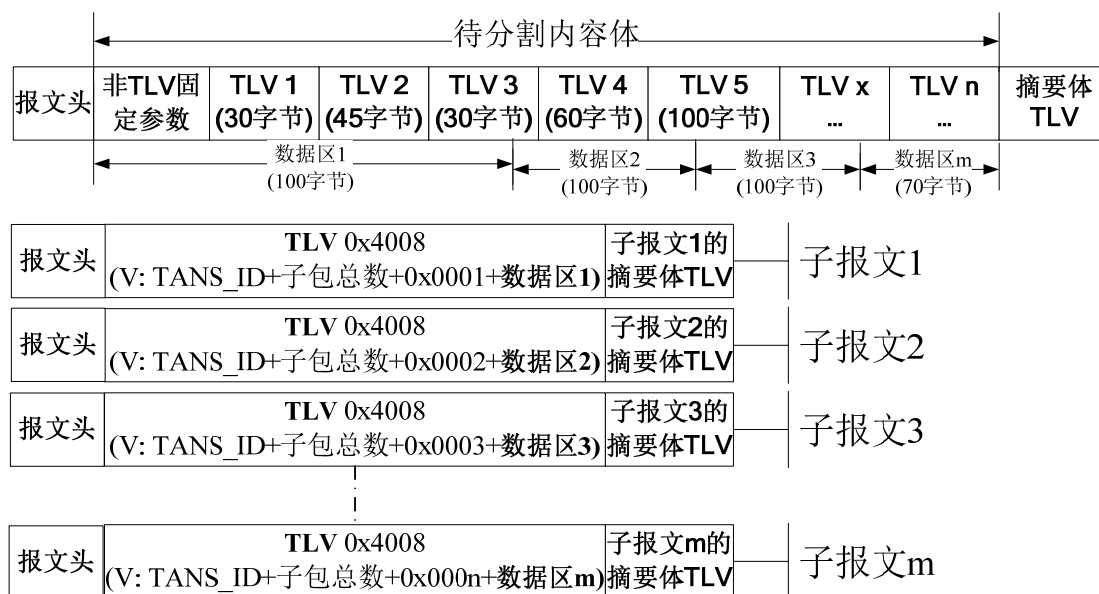 待分割内容体
报文头
非TLV固
定参数
TLV 1
(30字节)
TLV 2
(45字节)
TLV 3
(30字节)
TLV 4
(60字节)
TLV 5
(100字节)
TLV x
...
TLV n
...
摘要体
TLV
数据区1
(100字节)
数据区2
(100字节)
数据区3
(100字节)
数据区m
(70字节)
报文头
TLV 0x4008
(V: TANS_ID+子包总数+0x0001+数据区1)
子报文1的
摘要体TLV
子报文1
报文头
TLV 0x4008
(V: TANS_ID+子包总数+0x0002+数据区2)
子报文2的
摘要体TLV
子报文2
报文头
TLV 0x4008
(V: TANS_ID+子包总数+0x0003+数据区3)
子报文3的
摘要体TLV
子报文3
报文头
TLV 0x4008
(V: TANS_ID+子包总数+0x000n+数据区m)
子报文m的
摘要体TLV
子报文m